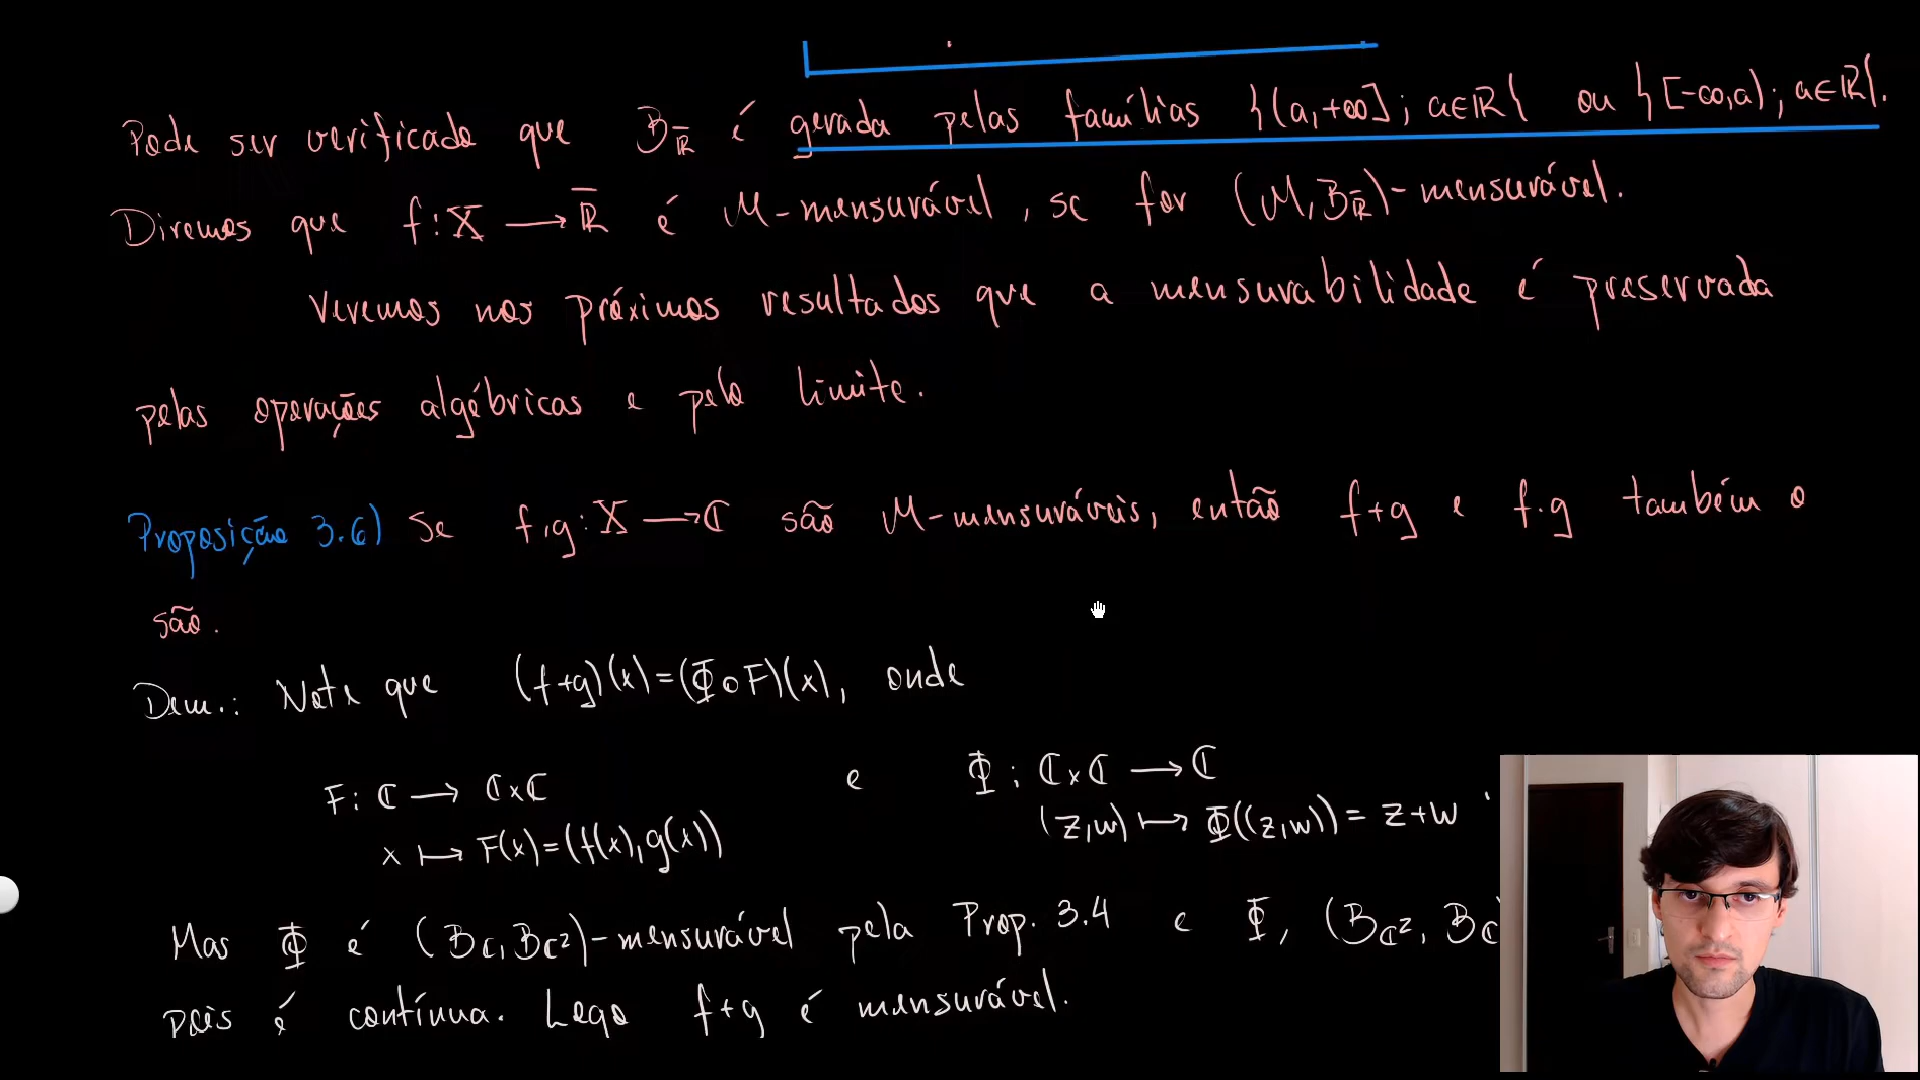 Pode ser verificado que B_ℝ̄ é gerada pelas famílias {(a,+∞]; a∈ℝ} ou {[-∞,a); a∈ℝ}.
Diremos que f: X → ℝ̄ é M-mensurável, se for (M, B_ℝ̄)-mensurável.
Veremos nos próximos resultados que a mensurabilidade é preservada
pelas operações algébricas e pelo limite.
Proposição 3.6) Se f,g: X → ℂ são M-mensuráveis, então f+g e f·g também o
são.
Dem.: Note que (f+g)(x)=(Φ∘F)(x), onde
F: ℂ → ℂ×ℂ e Φ: ℂ×ℂ → ℂ
x ↦ F(x)=(f(x),g(x)) (z,w) ↦ Φ((z,w))= z+w
Mas Φ é (B_ℂ, B_ℂ²)-mensurável pela Prop. 3.4 e Φ, (B_ℂ², B_ℂ
pois é contínua. Logo f+g é mensurável.